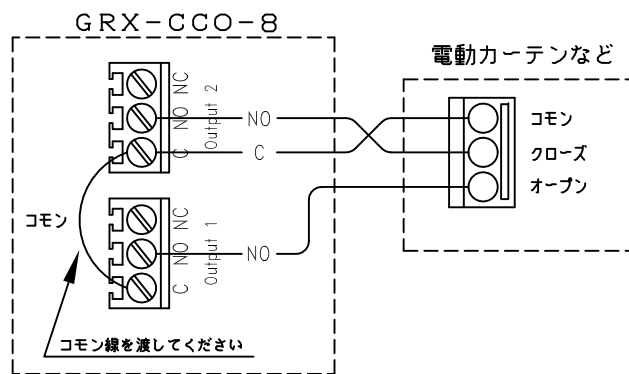 GRX-CCO-8
電動カーテンなど
NC
NO
C
Output 2
NO
C
コモン
クローズ
オープン
コモン
NC
NO
C
Output 1
NO
コモン線を渡してください